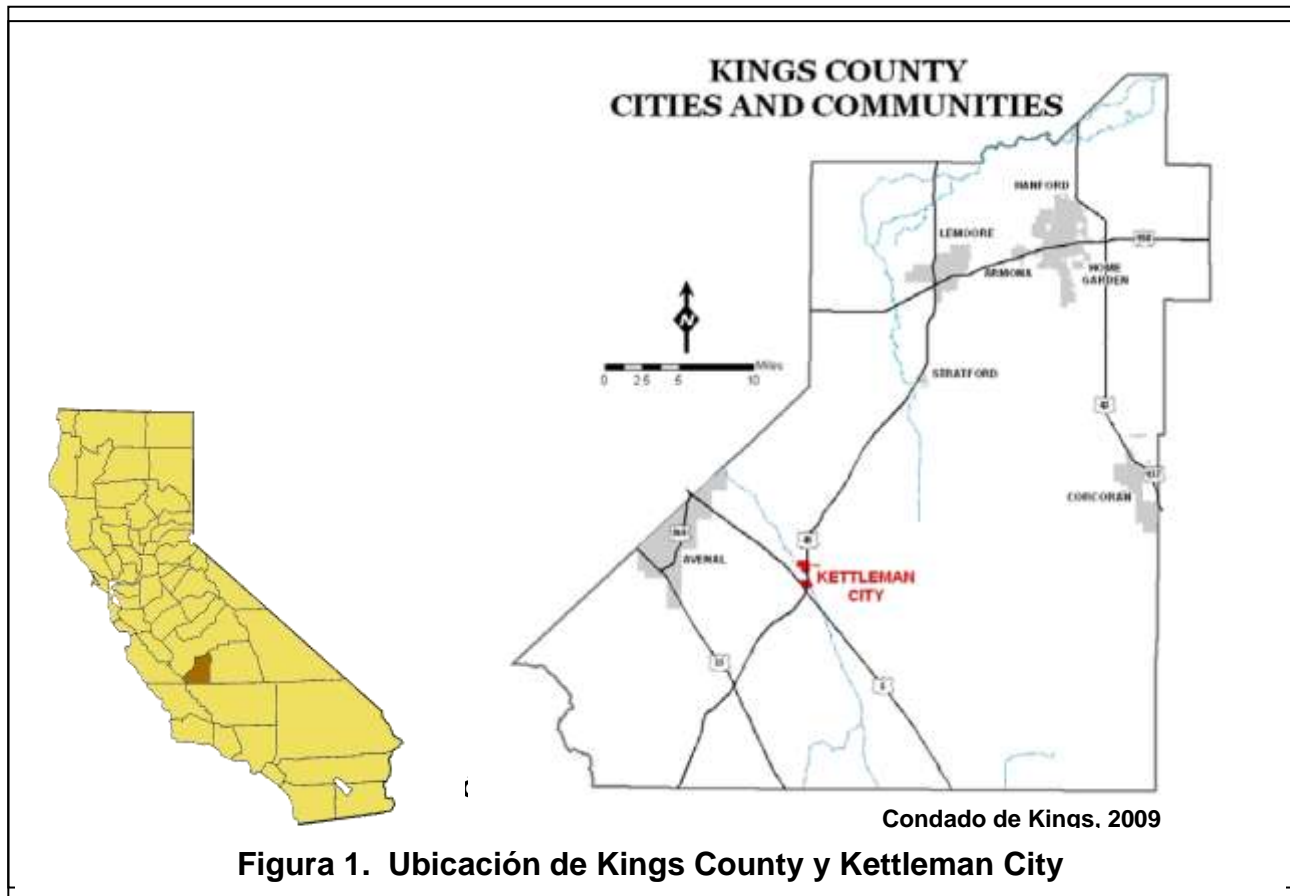 KINGS COUNTY
CITIES AND COMMUNITIES
HANFORD
LEMOORE
198
ARMONA
HOME
GARDEN
N
Miles
0 2.5 5 10
STRATFORD
43
137
CORCORAN
269
AVENAL
41
KETTLEMAN
CITY
33
5
Condado de Kings, 2009
Figura 1. Ubicación de Kings County y Kettleman City